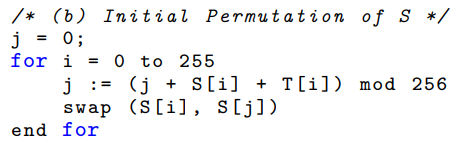 /* (b) Initial Permutation of S */
j = 0;
for i = 0 to 255
j := (j + S[i] + T[i]) mod 256
swap (S[i], S[j])
end for